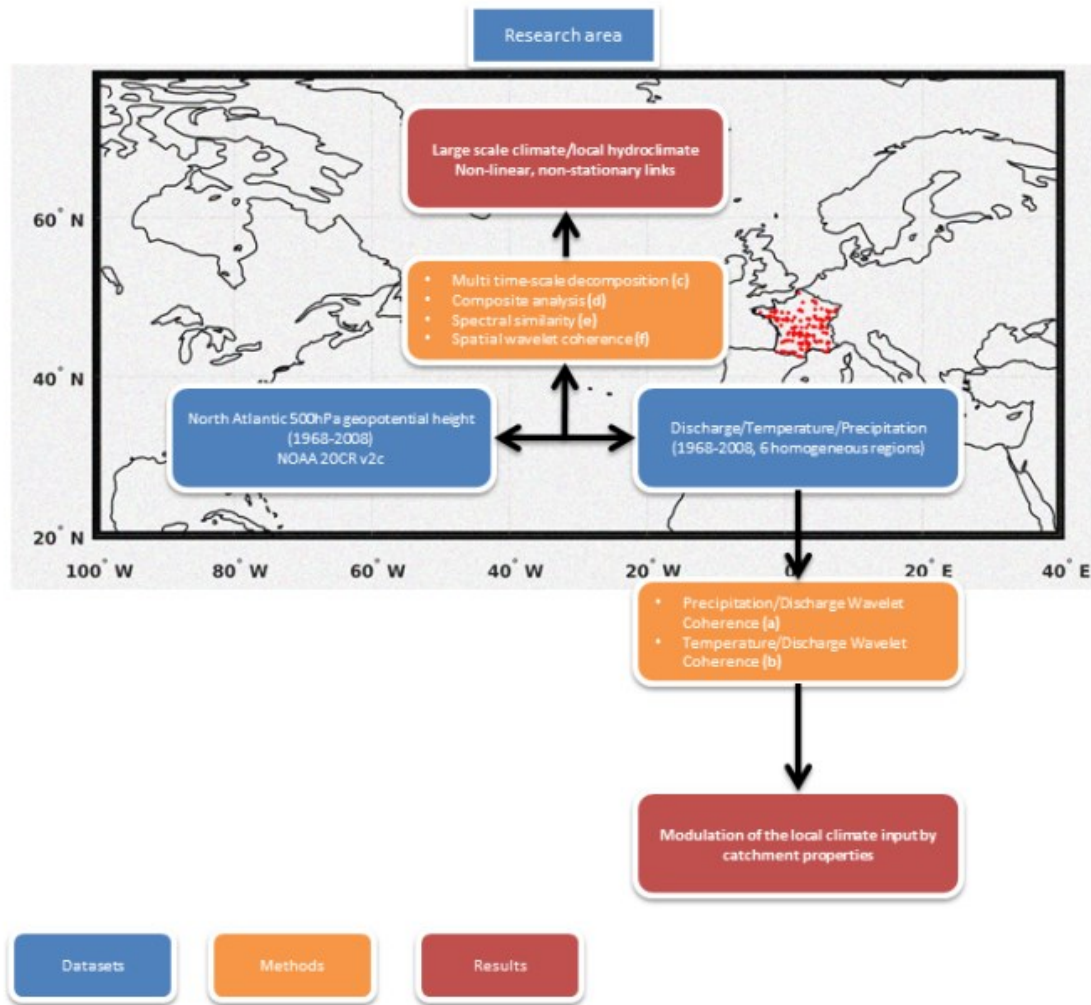 Research area
Large scale climate/local hydroclimate
Non-linear, non-stationary links
60° N
• Multi time-scale decomposition (c)
• Composite analysis (d)
• Spectral similarity (e)
• Spatial wavelet coherence (f)
40° N
North Atlantic 500hPa geopotential height
(1968-2008)
NOAA 20CR v2c
Discharge/Temperature/Precipitation
(1968-2008, 6 homogeneous regions)
20° N
100° W
80° W
60° W
40° W
20° W
0° E
20° E
40° E
• Precipitation/Discharge Wavelet
Coherence (a)
• Temperature/Discharge Wavelet
Coherence (b)
Modulation of the local climate input by
catchment properties
Datasets
Methods
Results